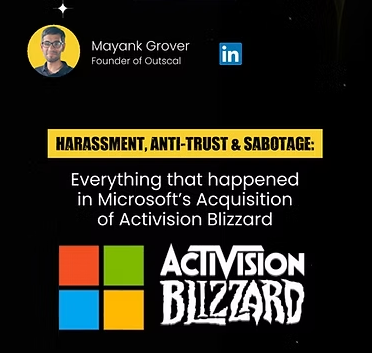 Mayank Grover
Founder of Outscal
in
HARASSMENT, ANTI-TRUST & SABOTAGE:
Everything that happened
in Microsoft's Acquisition
of Activision Blizzard
ACTIVISION
BLIZZARD